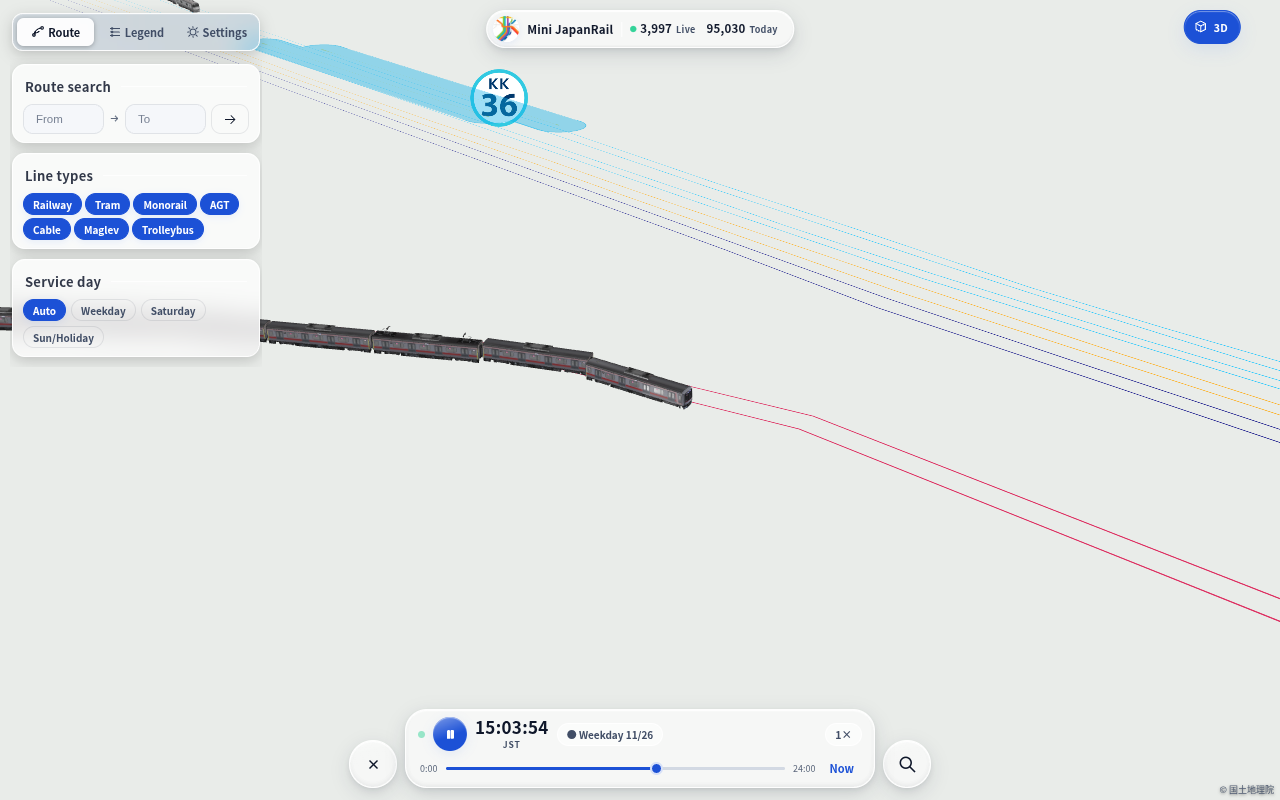 Route
Legend
Settings
Mini JapanRail
3,997 Live
95,030 Today
3D
Route search
From → To →
Line types
Railway
Tram
Monorail
AGT
Cable
Maglev
Trolleybus
Service day
Auto
Weekday
Saturday
Sun/Holiday
KK
36
15:03:54
JST
Weekday 11/26
1×
0:00
24:00
Now
© 国土地理院